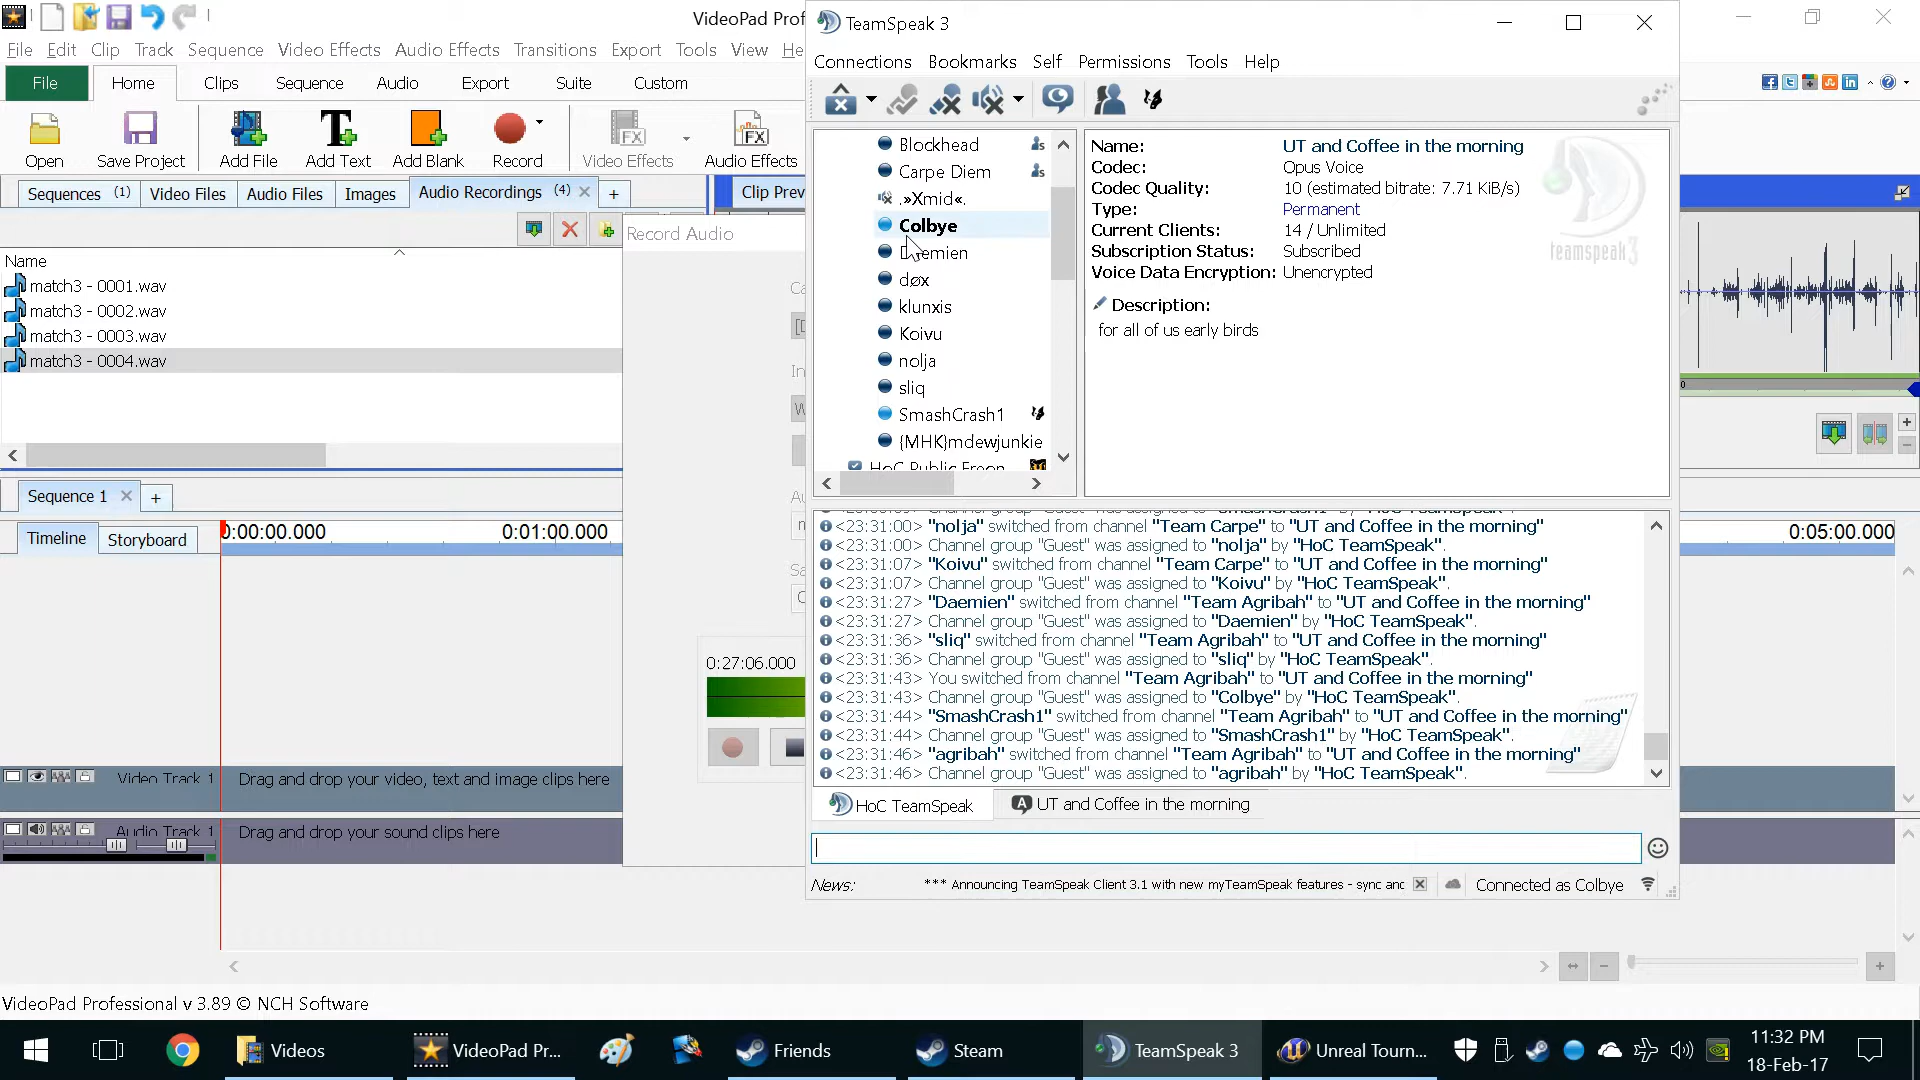 VideoPad Profe
File Edit Clip Track Sequence Video Effects Audio Effects Transitions Export Tools View He
File Home Clips Sequence Audio Export Suite Custom
Open Save Project Add File Add Text Add Blank Record Video Effects Audio Effects
Sequences (1) Video Files Audio Files Images Audio Recordings (4) + Clip Prev
Record Audio
Name
match3 - 0001.wav
match3 - 0002.wav
match3 - 0003.wav
match3 - 0004.wav
0:27:06.000
Sequence 1 +
Timeline Storyboard
0:00:00.000 0:01:00.000 0:05:00.000
Video Track 1 Drag and drop your video, text and image clips here
Audio Track 1 Drag and drop your sound clips here
VideoPad Professional v 3.89 © NCH Software
TeamSpeak 3
Connections Bookmarks Self Permissions Tools Help
Blockhead
Carpe Diem
.»Xmid«.
Colbye
Daemien
døx
klunxis
Koivu
nolja
sliq
SmashCrash1
{MHK}mdewjunkie
HoC Public Freon
Name: UT and Coffee in the morning
Codec: Opus Voice
Codec Quality: 10 (estimated bitrate: 7.71 KiB/s)
Type: Permanent
Current Clients: 14 / Unlimited
Subscription Status: Subscribed
Voice Data Encryption: Unencrypted
Description:
for all of us early birds
teamspeak 3
<23:31:00> "nolja" switched from channel "Team Carpe" to "UT and Coffee in the morning"
<23:31:00> Channel group "Guest" was assigned to "nolja" by "HoC TeamSpeak".
<23:31:07> "Koivu" switched from channel "Team Carpe" to "UT and Coffee in the morning"
<23:31:07> Channel group "Guest" was assigned to "Koivu" by "HoC TeamSpeak".
<23:31:27> "Daemien" switched from channel "Team Agribah" to "UT and Coffee in the morning"
<23:31:27> Channel group "Guest" was assigned to "Daemien" by "HoC TeamSpeak".
<23:31:36> "sliq" switched from channel "Team Agribah" to "UT and Coffee in the morning"
<23:31:36> Channel group "Guest" was assigned to "sliq" by "HoC TeamSpeak".
<23:31:43> You switched from channel "Team Agribah" to "UT and Coffee in the morning"
<23:31:43> Channel group "Guest" was assigned to "Colbye" by "HoC TeamSpeak".
<23:31:44> "SmashCrash1" switched from channel "Team Agribah" to "UT and Coffee in the morning"
<23:31:44> Channel group "Guest" was assigned to "SmashCrash1" by "HoC TeamSpeak".
<23:31:46> "agribah" switched from channel "Team Agribah" to "UT and Coffee in the morning"
<23:31:46> Channel group "Guest" was assigned to "agribah" by "HoC TeamSpeak".
HoC TeamSpeak UT and Coffee in the morning
News: *** Announcing TeamSpeak Client 3.1 with new myTeamSpeak features - sync and Connected as Colbye
Videos VideoPad Pr... Friends Steam TeamSpeak 3 Unreal Tourn... 11:32 PM
18-Feb-17